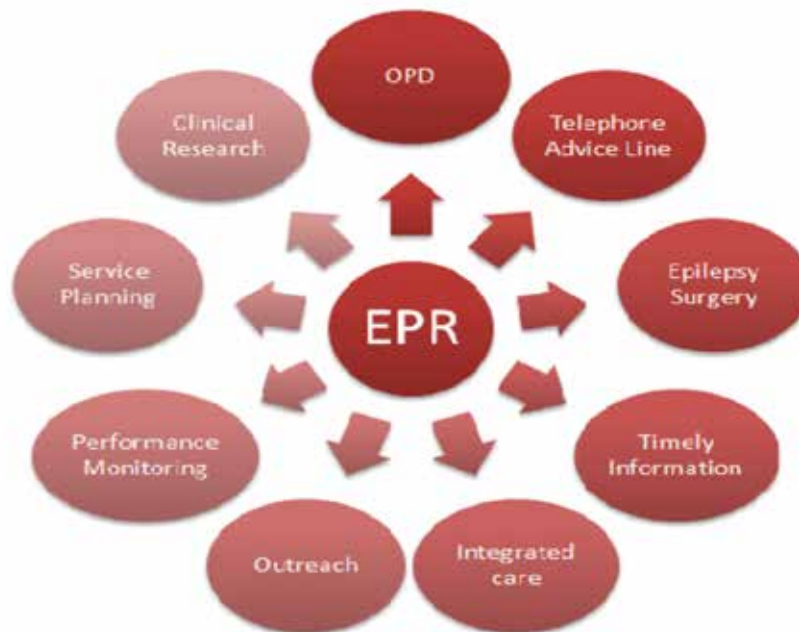 OPD
Telephone
Advice Line
Epilepsy
Surgery
Timely
Information
Integrated
care
Outreach
Performance
Monitoring
Service
Planning
Clinical
Research
EPR